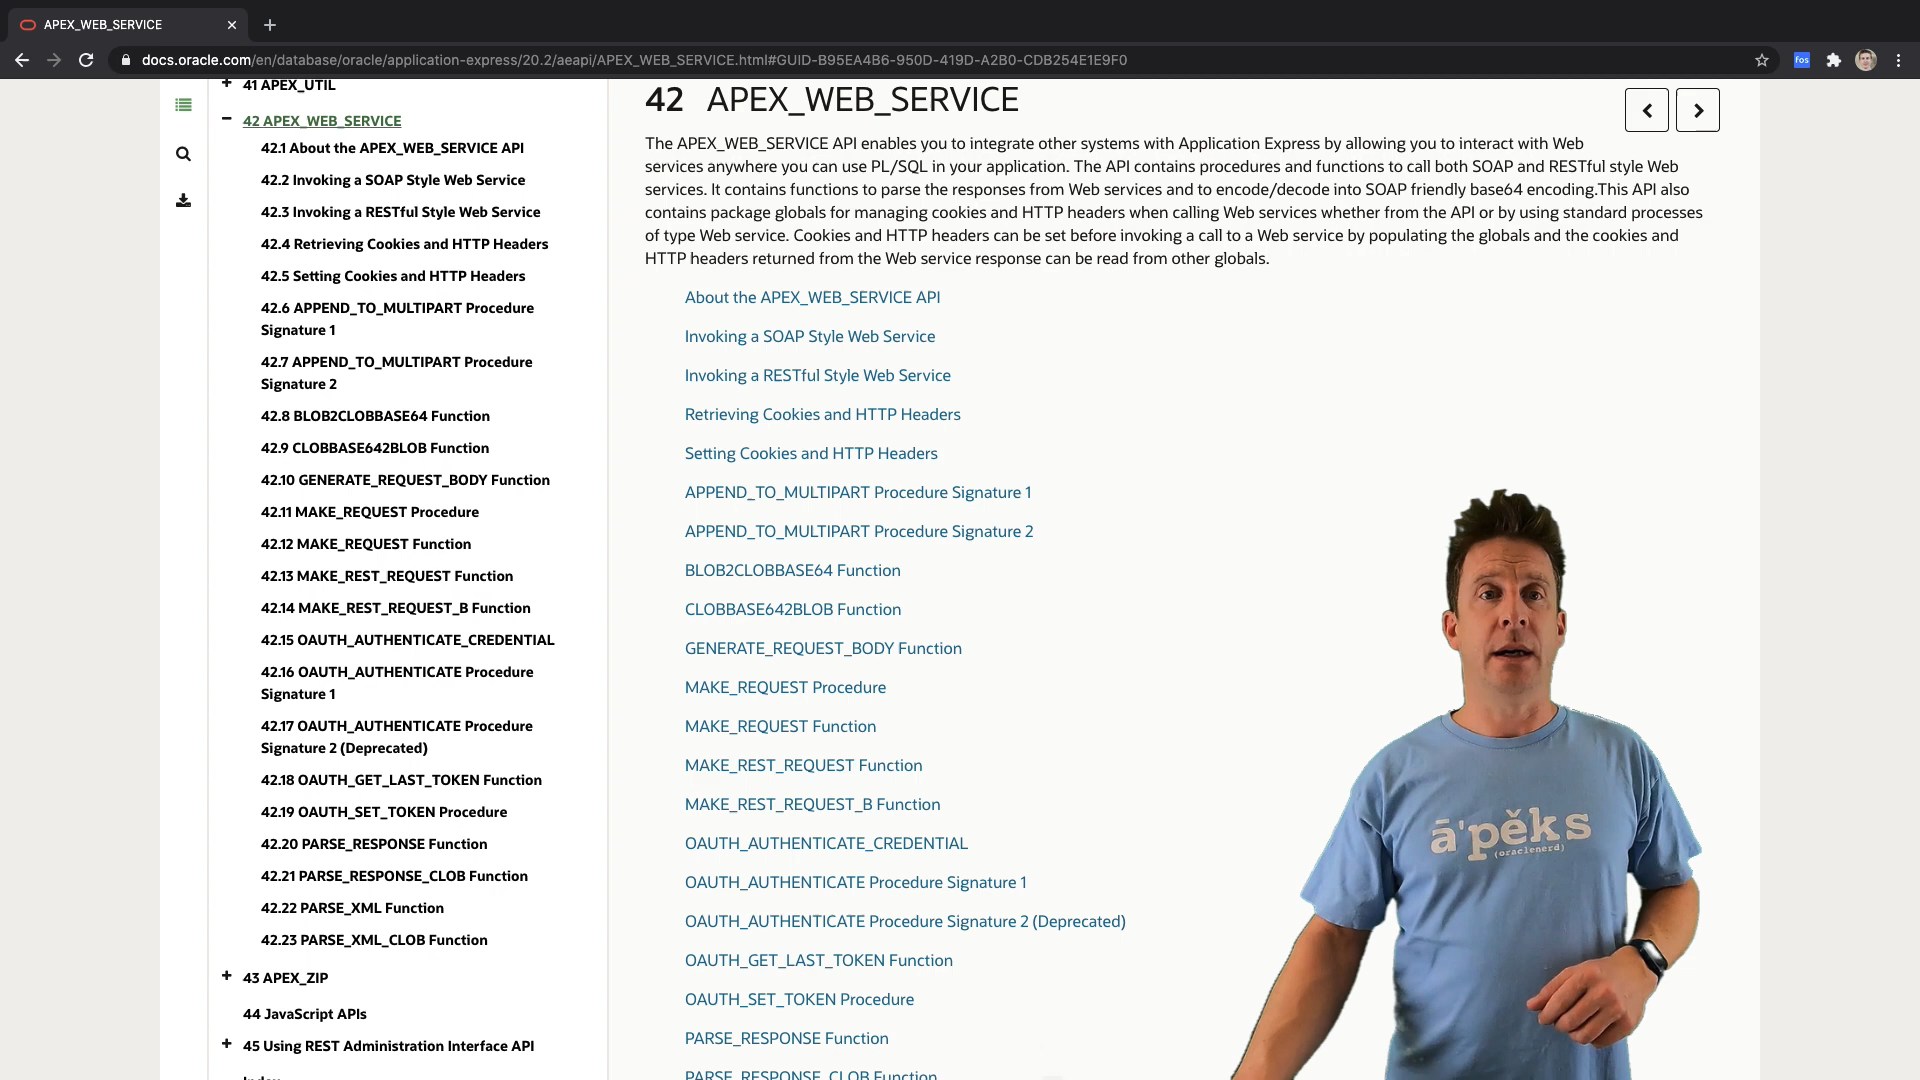 APEX_WEB_SERVICE
docs.oracle.com/en/database/oracle/application-express/20.2/aeapi/APEX_WEB_SERVICE.html#GUID-B95EA4B6-950D-419D-A2B0-CDB254E1E9F0
fos
41 APEX_UTIL
42 APEX_WEB_SERVICE
42.1 About the APEX_WEB_SERVICE API
42.2 Invoking a SOAP Style Web Service
42.3 Invoking a RESTful Style Web Service
42.4 Retrieving Cookies and HTTP Headers
42.5 Setting Cookies and HTTP Headers
42.6 APPEND_TO_MULTIPART Procedure
Signature 1
42.7 APPEND_TO_MULTIPART Procedure
Signature 2
42.8 BLOB2CLOBBASE64 Function
42.9 CLOBBASE642BLOB Function
42.10 GENERATE_REQUEST_BODY Function
42.11 MAKE_REQUEST Procedure
42.12 MAKE_REQUEST Function
42.13 MAKE_REST_REQUEST Function
42.14 MAKE_REST_REQUEST_B Function
42.15 OAUTH_AUTHENTICATE_CREDENTIAL
42.16 OAUTH_AUTHENTICATE Procedure
Signature 1
42.17 OAUTH_AUTHENTICATE Procedure
Signature 2 (Deprecated)
42.18 OAUTH_GET_LAST_TOKEN Function
42.19 OAUTH_SET_TOKEN Procedure
42.20 PARSE_RESPONSE Function
42.21 PARSE_RESPONSE_CLOB Function
42.22 PARSE_XML Function
42.23 PARSE_XML_CLOB Function
43 APEX_ZIP
44 JavaScript APIs
45 Using REST Administration Interface API
Index
42 APEX_WEB_SERVICE
The APEX_WEB_SERVICE API enables you to integrate other systems with Application Express by allowing you to interact with Web
services anywhere you can use PL/SQL in your application. The API contains procedures and functions to call both SOAP and RESTful style Web
services. It contains functions to parse the responses from Web services and to encode/decode into SOAP friendly base64 encoding.This API also
contains package globals for managing cookies and HTTP headers when calling Web services whether from the API or by using standard processes
of type Web service. Cookies and HTTP headers can be set before invoking a call to a Web service by populating the globals and the cookies and
HTTP headers returned from the Web service response can be read from other globals.
About the APEX_WEB_SERVICE API
Invoking a SOAP Style Web Service
Invoking a RESTful Style Web Service
Retrieving Cookies and HTTP Headers
Setting Cookies and HTTP Headers
APPEND_TO_MULTIPART Procedure Signature 1
APPEND_TO_MULTIPART Procedure Signature 2
BLOB2CLOBBASE64 Function
CLOBBASE642BLOB Function
GENERATE_REQUEST_BODY Function
MAKE_REQUEST Procedure
MAKE_REQUEST Function
MAKE_REST_REQUEST Function
MAKE_REST_REQUEST_B Function
OAUTH_AUTHENTICATE_CREDENTIAL
OAUTH_AUTHENTICATE Procedure Signature 1
OAUTH_AUTHENTICATE Procedure Signature 2 (Deprecated)
OAUTH_GET_LAST_TOKEN Function
OAUTH_SET_TOKEN Procedure
PARSE_RESPONSE Function
PARSE_RESPONSE_CLOB Function
ā'pěks
(oraclenerd)